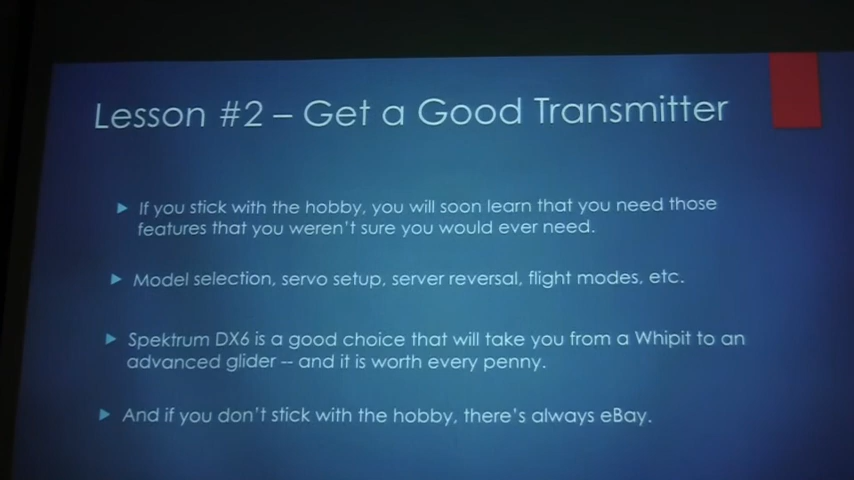 Lesson #2 – Get a Good Transmitter
If you stick with the hobby, you will soon learn that you need those
features that you weren't sure you would ever need.
Model selection, servo setup, server reversal, flight modes, etc.
Spektrum DX6 is a good choice that will take you from a Whipit to an
advanced glider -- and it is worth every penny.
And if you don't stick with the hobby, there's always eBay.